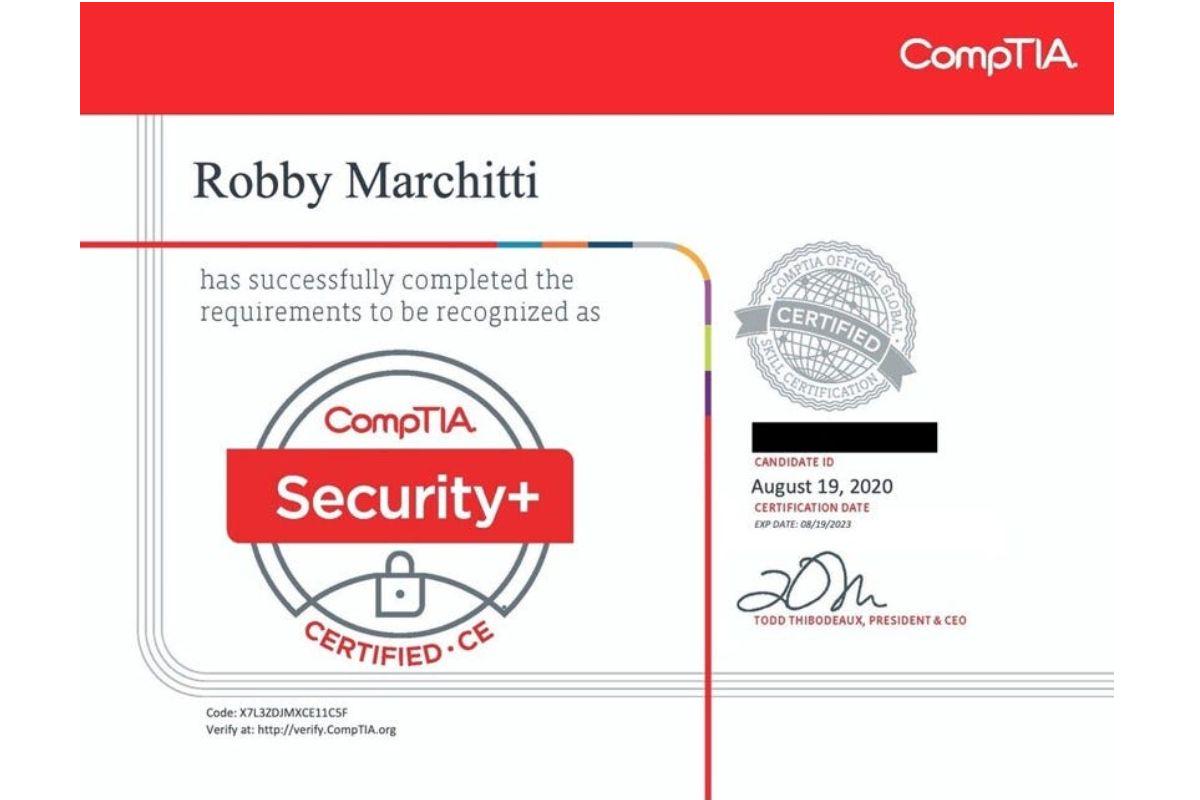 CompTIA.
Robby Marchitti
has successfully completed the
requirements to be recognized as
CompTIA.
Security+
CERTIFIED · CE
COMPTIA OFFICIAL GLOBAL
CERTIFIED
SKILL CERTIFICATION
CANDIDATE ID
August 19, 2020
CERTIFICATION DATE
EXP DATE: 08/19/2023
TODD THIBODEAUX, PRESIDENT & CEO
Code: X7L3ZDJMXCE11C5F
Verify at: http://verify.CompTIA.org